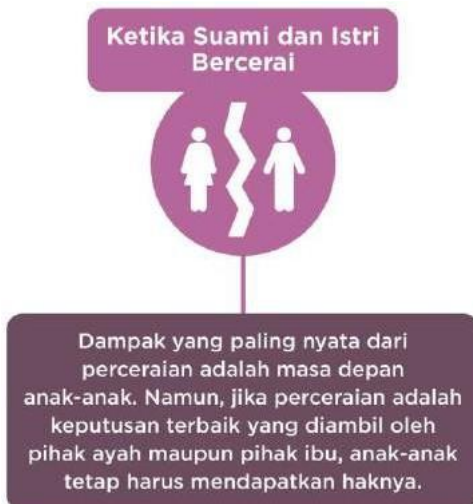 Ketika Suami dan Istri
Bercerai
Dampak yang paling nyata dari
perceraian adalah masa depan
anak-anak. Namun, jika perceraian adalah
keputusan terbaik yang diambil oleh
pihak ayah maupun pihak ibu, anak-anak
tetap harus mendapatkan haknya.